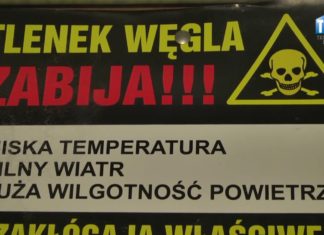 TLENEK WĘGLA
ZABIJA!!!
NISKA TEMPERATURA
SILNY WIATR
DUŻA WILGOTNOŚĆ POWIETRZ
ZAKŁÓCAJĄ WŁAŚCIWE